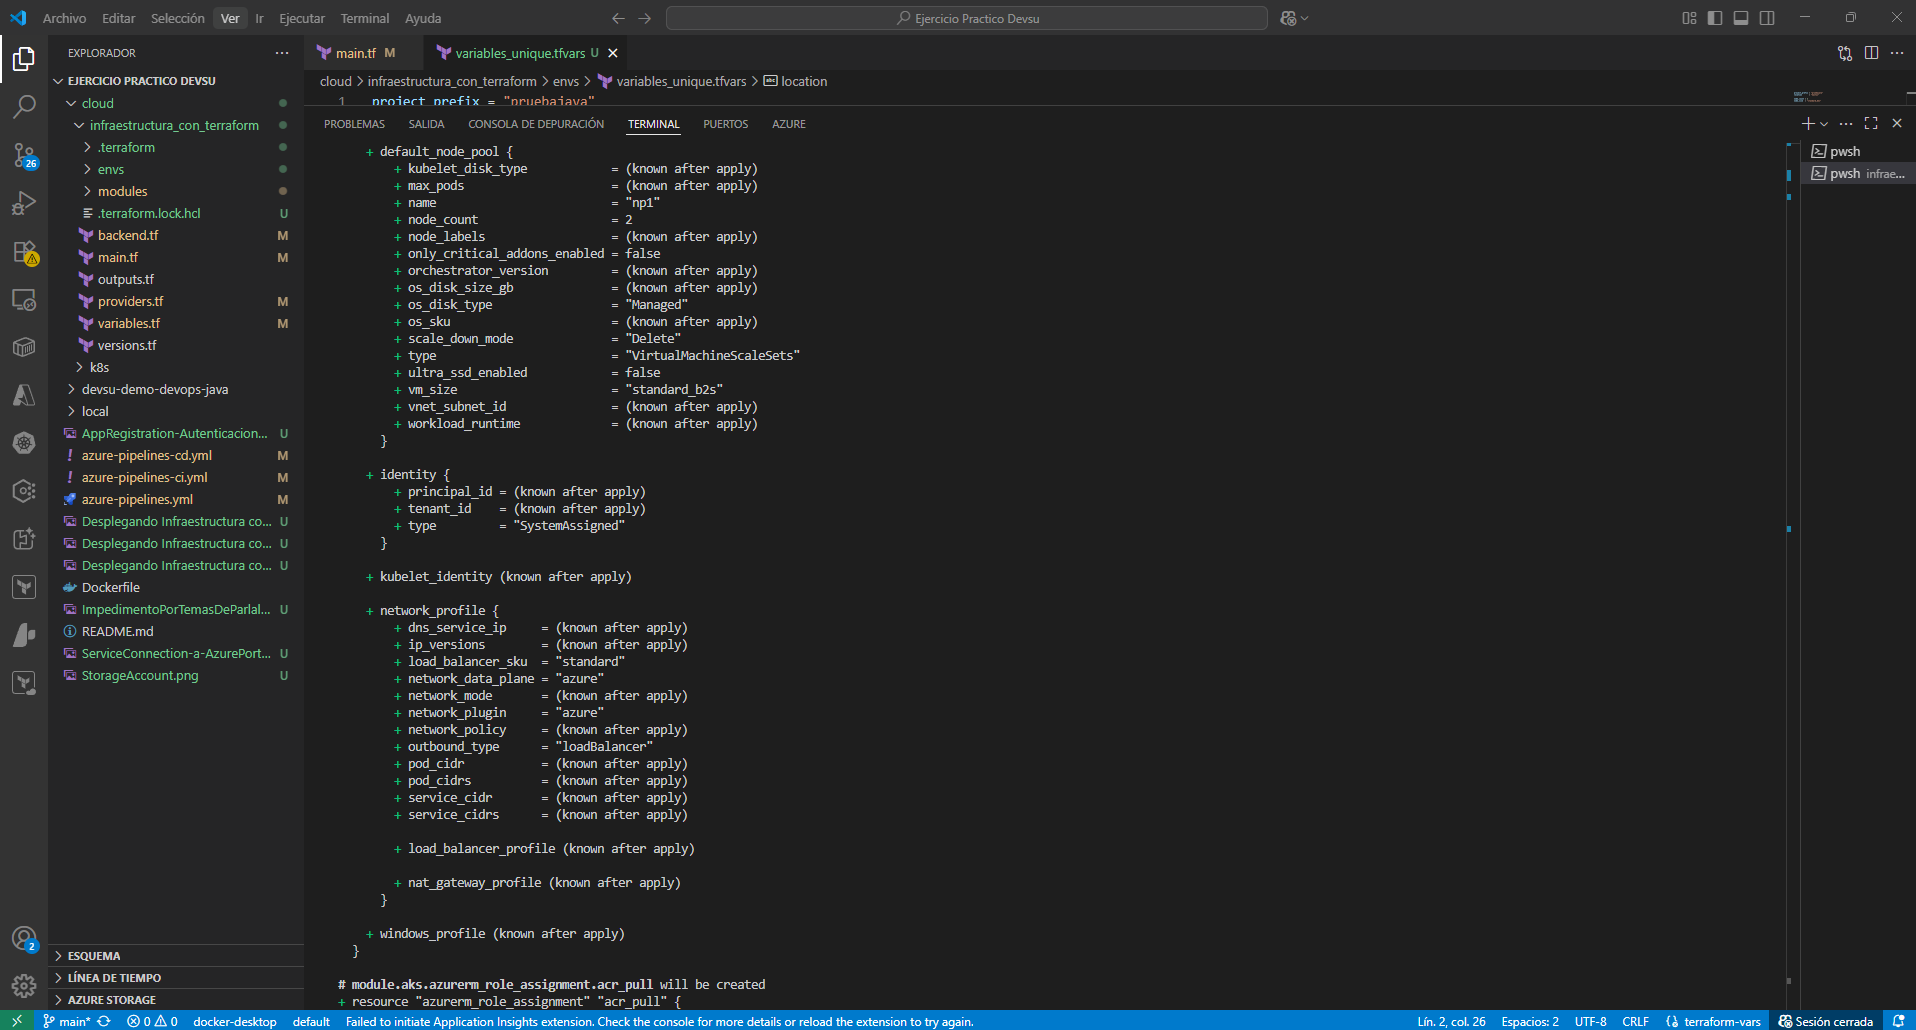 Archivo Editar Selección Ver Ir Ejecutar Terminal Ayuda
Ejercicio Practico Devsu
EXPLORADOR
EJERCICIO PRACTICO DEVSU
cloud
infraestructura_con_terraform
.terraform
envs
modules
.terraform.lock.hcl U
backend.tf M
main.tf M
outputs.tf
providers.tf M
variables.tf M
versions.tf
k8s
devsu-demo-devops-java
local
AppRegistration-Autenticacion... U
azure-pipelines-cd.yml M
azure-pipelines-ci.yml M
azure-pipelines.yml M
Desplegando Infraestructura co... U
Desplegando Infraestructura co... U
Desplegando Infraestructura co... U
Dockerfile
ImpedimentoPorTemasDeParlal... U
README.md
ServiceConnection-a-AzurePort... U
StorageAccount.png U
ESQUEMA
LÍNEA DE TIEMPO
AZURE STORAGE
26
2
main.tf M
variables_unique.tfvars U
cloud > infraestructura_con_terraform > envs > variables_unique.tfvars > location
1 project_prefix = "pruebajava"
PROBLEMAS SALIDA CONSOLA DE DEPURACIÓN TERMINAL PUERTOS AZURE
+ default_node_pool {
+ kubelet_disk_type = (known after apply)
+ max_pods = (known after apply)
+ name = "np1"
+ node_count = 2
+ node_labels = (known after apply)
+ only_critical_addons_enabled = false
+ orchestrator_version = (known after apply)
+ os_disk_size_gb = (known after apply)
+ os_disk_type = "Managed"
+ os_sku = (known after apply)
+ scale_down_mode = "Delete"
+ type = "VirtualMachineScaleSets"
+ ultra_ssd_enabled = false
+ vm_size = "standard_b2s"
+ vnet_subnet_id = (known after apply)
+ workload_runtime = (known after apply)
}
+ identity {
+ principal_id = (known after apply)
+ tenant_id = (known after apply)
+ type = "SystemAssigned"
}
+ kubelet_identity (known after apply)
+ network_profile {
+ dns_service_ip = (known after apply)
+ ip_versions = (known after apply)
+ load_balancer_sku = "standard"
+ network_data_plane = "azure"
+ network_mode = (known after apply)
+ network_plugin = "azure"
+ network_policy = (known after apply)
+ outbound_type = "loadBalancer"
+ pod_cidr = (known after apply)
+ pod_cidrs = (known after apply)
+ service_cidr = (known after apply)
+ service_cidrs = (known after apply)
+ load_balancer_profile (known after apply)
+ nat_gateway_profile (known after apply)
}
+ windows_profile (known after apply)
}
# module.aks.azurerm_role_assignment.acr_pull will be created
+ resource "azurerm_role_assignment" "acr_pull" {
pwsh
pwsh infrae...
main* 0 0 docker-desktop default Failed to initiate Application Insights extension. Check the console for more details or reload the extension to try again.
Lín. 2, col. 26 Espacios: 2 UTF-8 CRLF terraform-vars Sesión cerrada